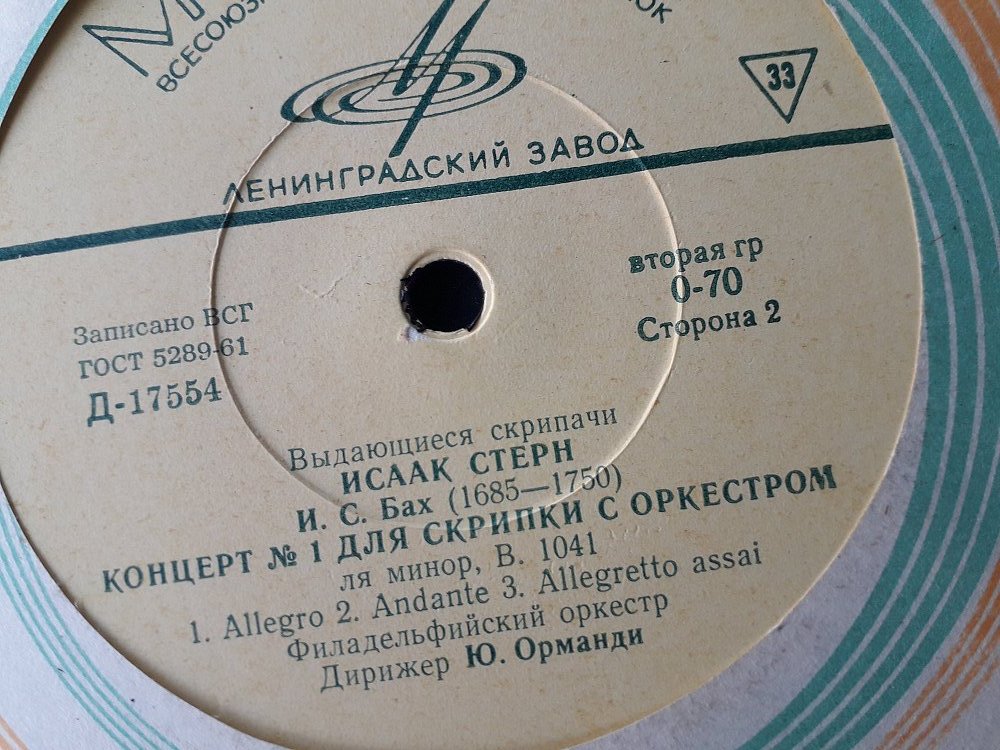 ЛЕНИНГРАДСКИЙ ЗАВОД
33
Записано ВСГ
ГОСТ 5289-61
Д-17554
вторая гр
0-70
Сторона 2
Выдающиеся скрипачи
ИСААК СТЕРН
И. С. Бах (1685—1750)
КОНЦЕРТ № 1 ДЛЯ СКРИПКИ С ОРКЕСТРОМ
ля минор, В. 1041
1. Allegro 2. Andante 3. Allegretto assai
Филадельфийский оркестр
Дирижер Ю. Орманди